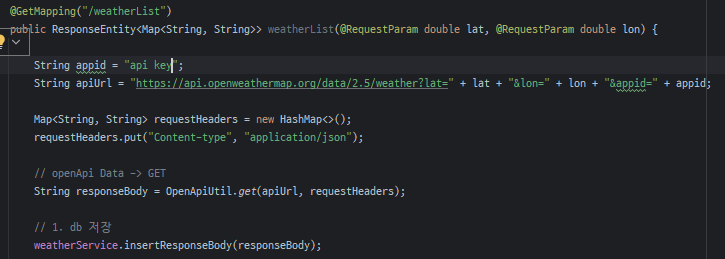 @GetMapping("/weatherList")
public ResponseEntity<Map<String, String>> weatherList(@RequestParam double lat, @RequestParam double lon) {
String appid = "api key";
String apiUrl = "https://api.openweathermap.org/data/2.5/weather?lat=" + lat + "&lon=" + lon + "&appid=" + appid;
Map<String, String> requestHeaders = new HashMap<>();
requestHeaders.put("Content-type", "application/json");
// openApi Data -> GET
String responseBody = OpenApiUtil.get(apiUrl, requestHeaders);
// 1. db 저장
weatherService.insertResponseBody(responseBody);